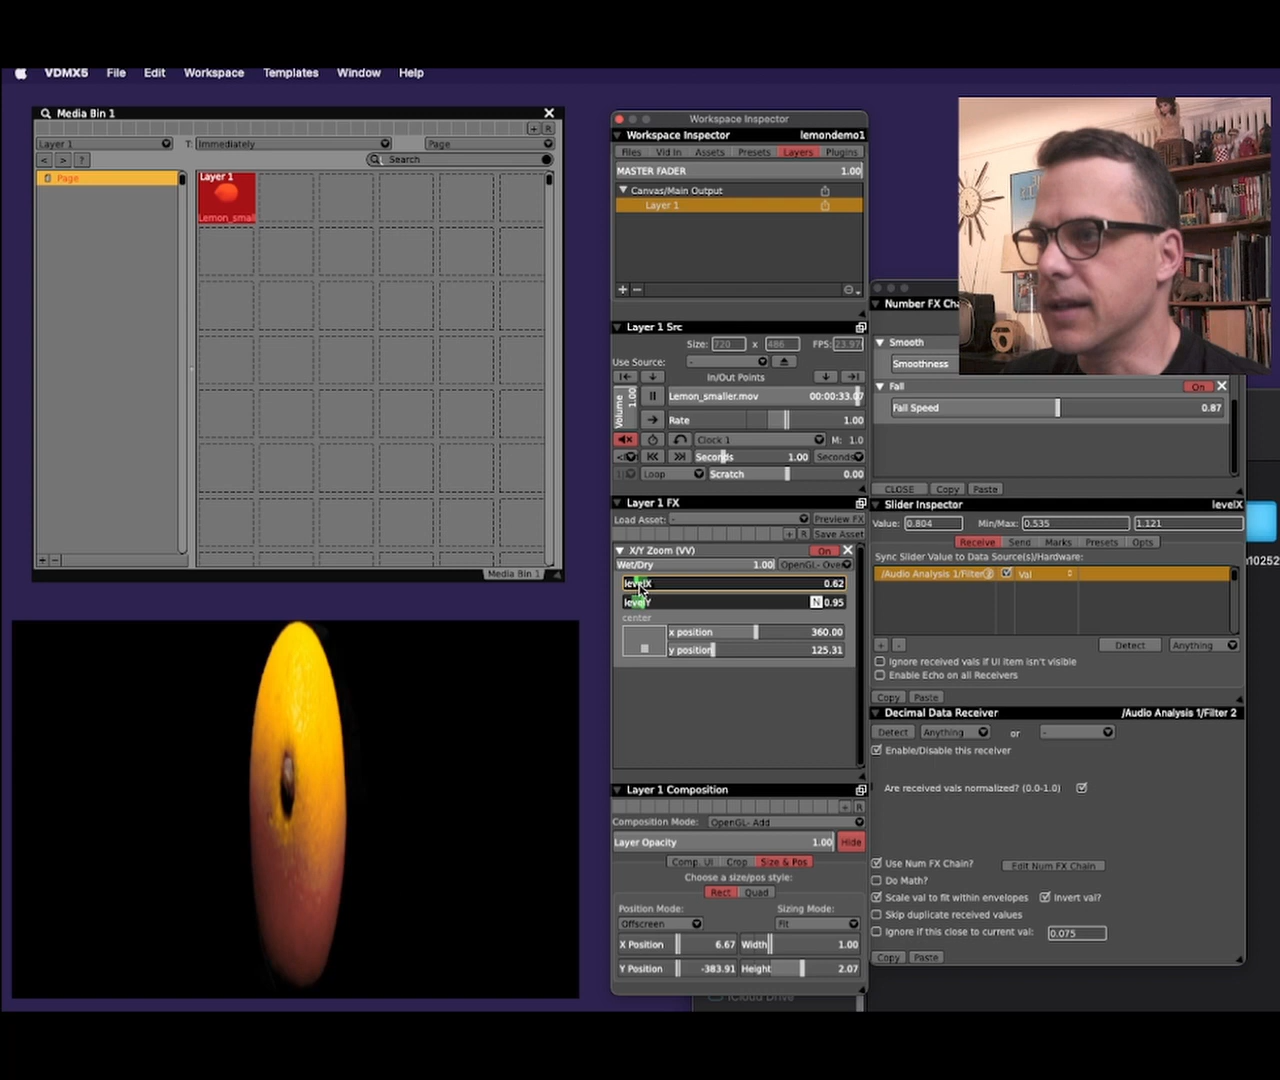 VDMX5 File Edit Workspace Templates Window Help
Media Bin 1
+ R
Layer 1 T: Immediately Page
< > ? Search
Page
Layer 1
Lemon_smal
+ -
Media Bin 1
Workspace Inspector
Workspace Inspector lemondemo1
Files Vid In Assets Presets Layers Plugins
MASTER FADER 1.00
Canvas/Main Output
Layer 1
+ -
Layer 1 Src
Size: 720 x 486 FPS: 23.97
Use Source: -
In/Out Points
Volume 1.00
Lemon_smaller.mov 00:00:33.
Rate 1.00
Clock 1 M: 1.0
Seconds 1.00 Seconds
Loop Scratch 0.00
Layer 1 FX
Load Asset: - Preview FX
+ R Save Asset
X/Y Zoom (VV) On
Wet/Dry 1.00 OpenGL- Over
levelX 0.62
levelY N 0.95
center
x position 360.00
y position 125.31
Layer 1 Composition
+ R
Composition Mode: OpenGL- Add
Layer Opacity 1.00 Hide
Comp. UI Crop Size & Pos
Choose a size/pos style:
Rect Quad
Position Mode: Sizing Mode:
Offscreen Fit
X Position 6.67 Width 1.00
Y Position -383.91 Height 2.07
Number FX Cha
Smooth
Smoothness
Fall On
Fall Speed 0.87
CLOSE Copy Paste
Slider Inspector levelX
Value: 0.804 Min/Max: 0.535 1.121
Receive Send Marks Presets Opts
Sync Slider Value to Data Source(s)/Hardware:
/Audio Analysis 1/Filter Val
+ - Detect Anything
Ignore received vals if UI item isn't visible
Enable Echo on all Receivers
Copy Paste
Decimal Data Receiver /Audio Analysis 1/Filter 2
Detect Anything or -
Enable/Disable this receiver
Are received vals normalized? (0.0-1.0)
Use Num FX Chain? Edit Num FX Chain
Do Math?
Scale val to fit within envelopes Invert val?
Skip duplicate received values
Ignore if this close to current val: 0.075
Copy Paste
iCloud Drive
10252